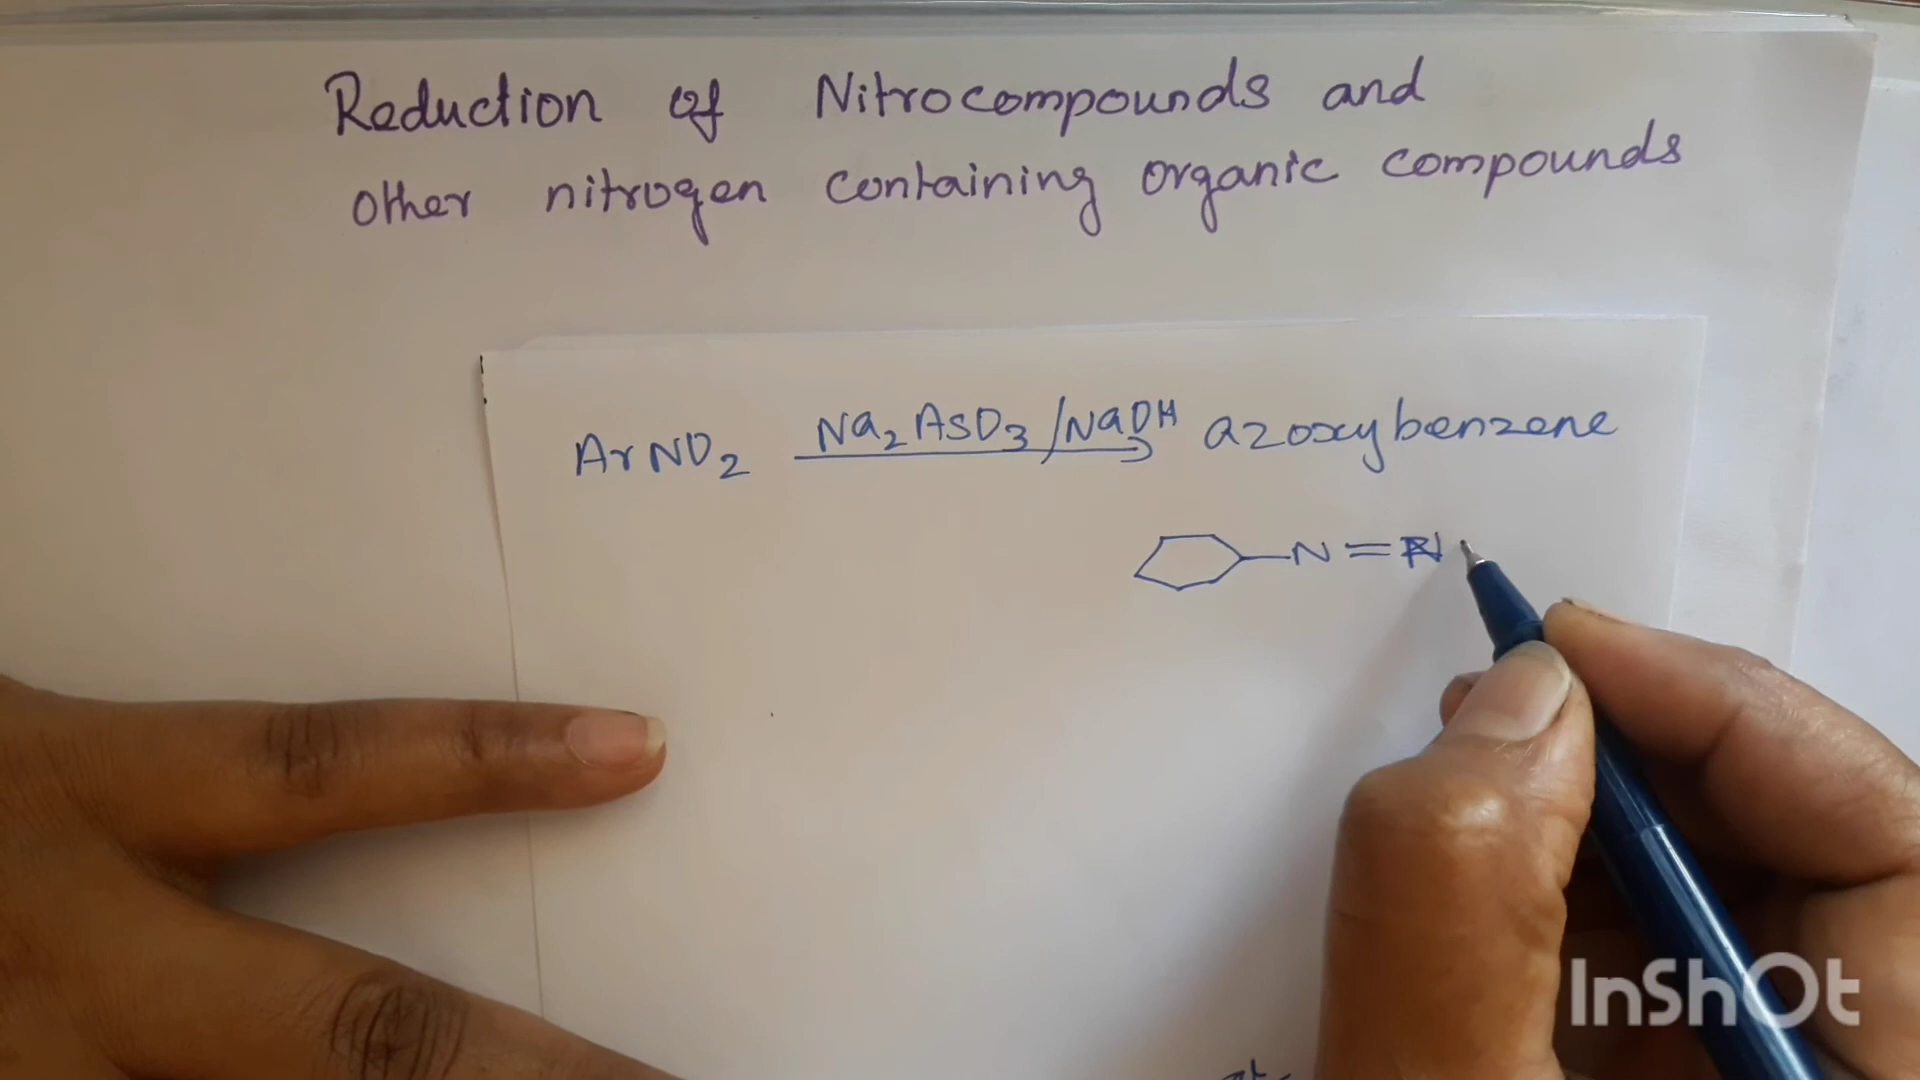 Reduction of Nitrocompounds and
other nitrogen containing organic compounds
ArNO2 Na2AsO3/NaOH azoxybenzene
N=N
InShOt